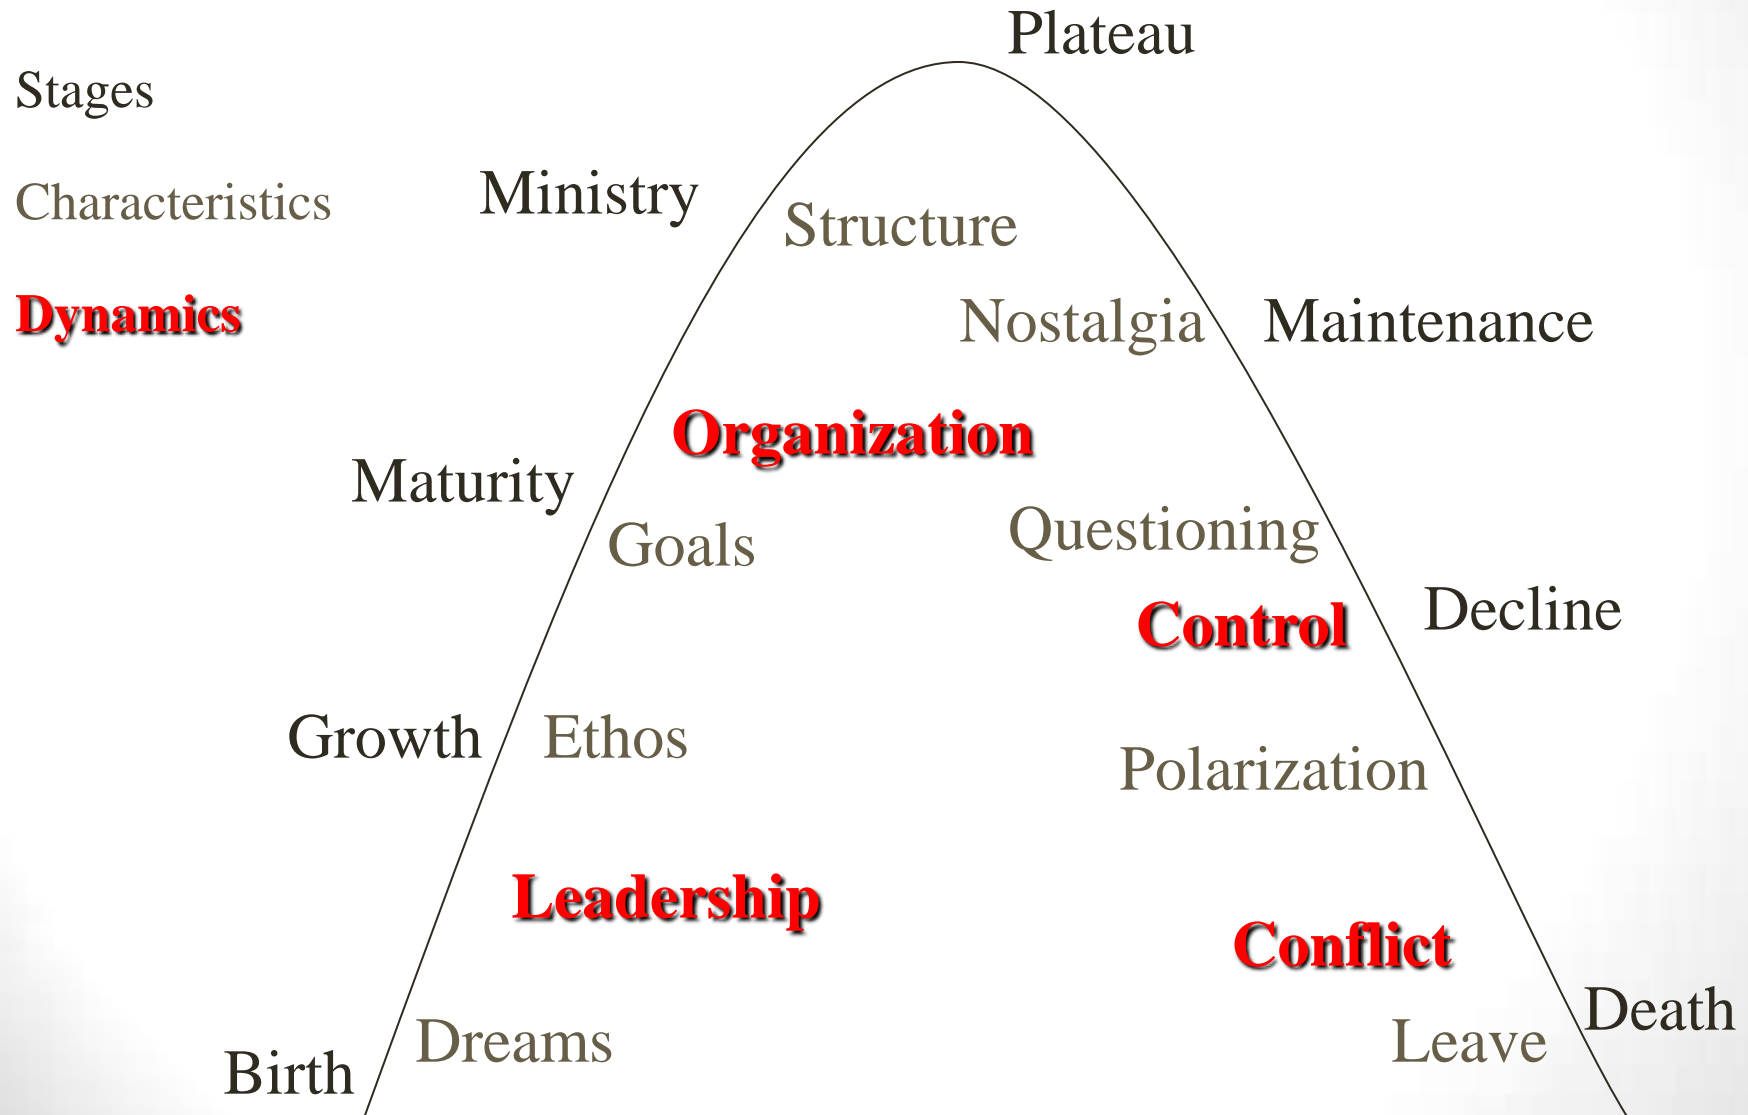 Plateau
Stages
Ministry
Characteristics
Structure
Dynamics
Nostalgia
Maintenance
Organization
Maturity
Goals
Questioning
Decline
Control
Growth
Ethos
Polarization
Leadership
Conflict
Death
Dreams
Leave
Birth